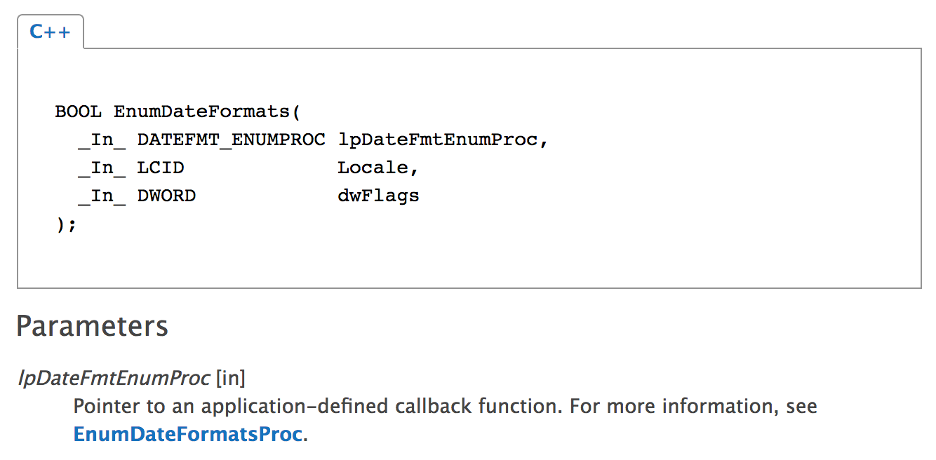 C++
BOOL EnumDateFormats(
_In_ DATEFMT_ENUMPROC lpDateFmtEnumProc,
_In_ LCID Locale,
_In_ DWORD dwFlags
);
Parameters
lpDateFmtEnumProc [in]
Pointer to an application-defined callback function. For more information, see
EnumDateFormatsProc.